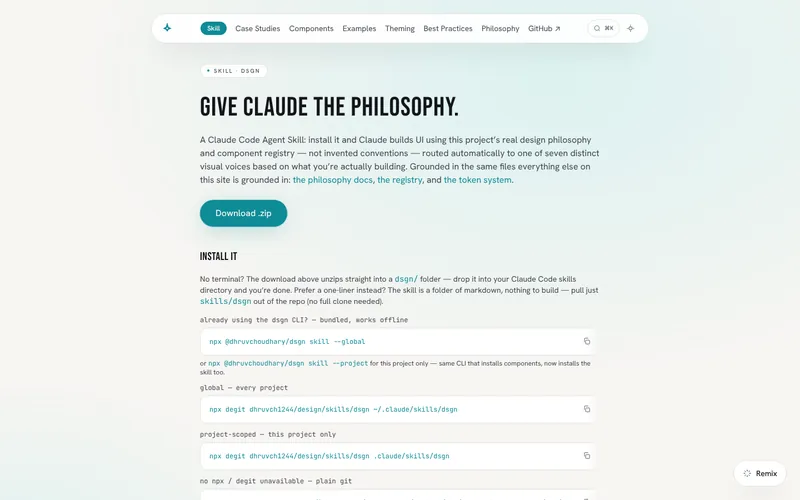 Skill Case Studies Components Examples Theming Best Practices Philosophy GitHub ↗ ⌘K
SKILL · DSGN
GIVE CLAUDE THE PHILOSOPHY.
A Claude Code Agent Skill: install it and Claude builds UI using this project's real design philosophy
and component registry — not invented conventions — routed automatically to one of seven distinct
visual voices based on what you're actually building. Grounded in the same files everything else on
this site is grounded in: the philosophy docs, the registry, and the token system.
Download .zip
INSTALL IT
No terminal? The download above unzips straight into a dsgn/ folder — drop it into your Claude Code skills
directory and you're done. Prefer a one-liner instead? The skill is a folder of markdown, nothing to build — pull just
skills/dsgn out of the repo (no full clone needed).
already using the dsgn CLI? — bundled, works offline
npx @dhruvchoudhary/dsgn skill --global
or npx @dhruvchoudhary/dsgn skill --project for this project only — same CLI that installs components, now installs the
skill too.
global — every project
npx degit dhruvch1244/design/skills/dsgn ~/.claude/skills/dsgn
project-scoped — this project only
npx degit dhruvch1244/design/skills/dsgn .claude/skills/dsgn
no npx / degit unavailable — plain git
Remix